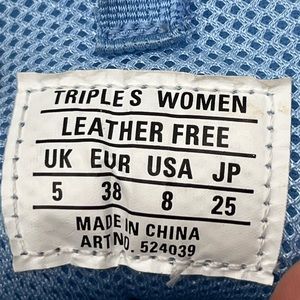 TRIPLE S WOMEN
LEATHER FREE
UK EUR USA JP
5 38 8 25
MADE IN CHINA
ART NO. 524039